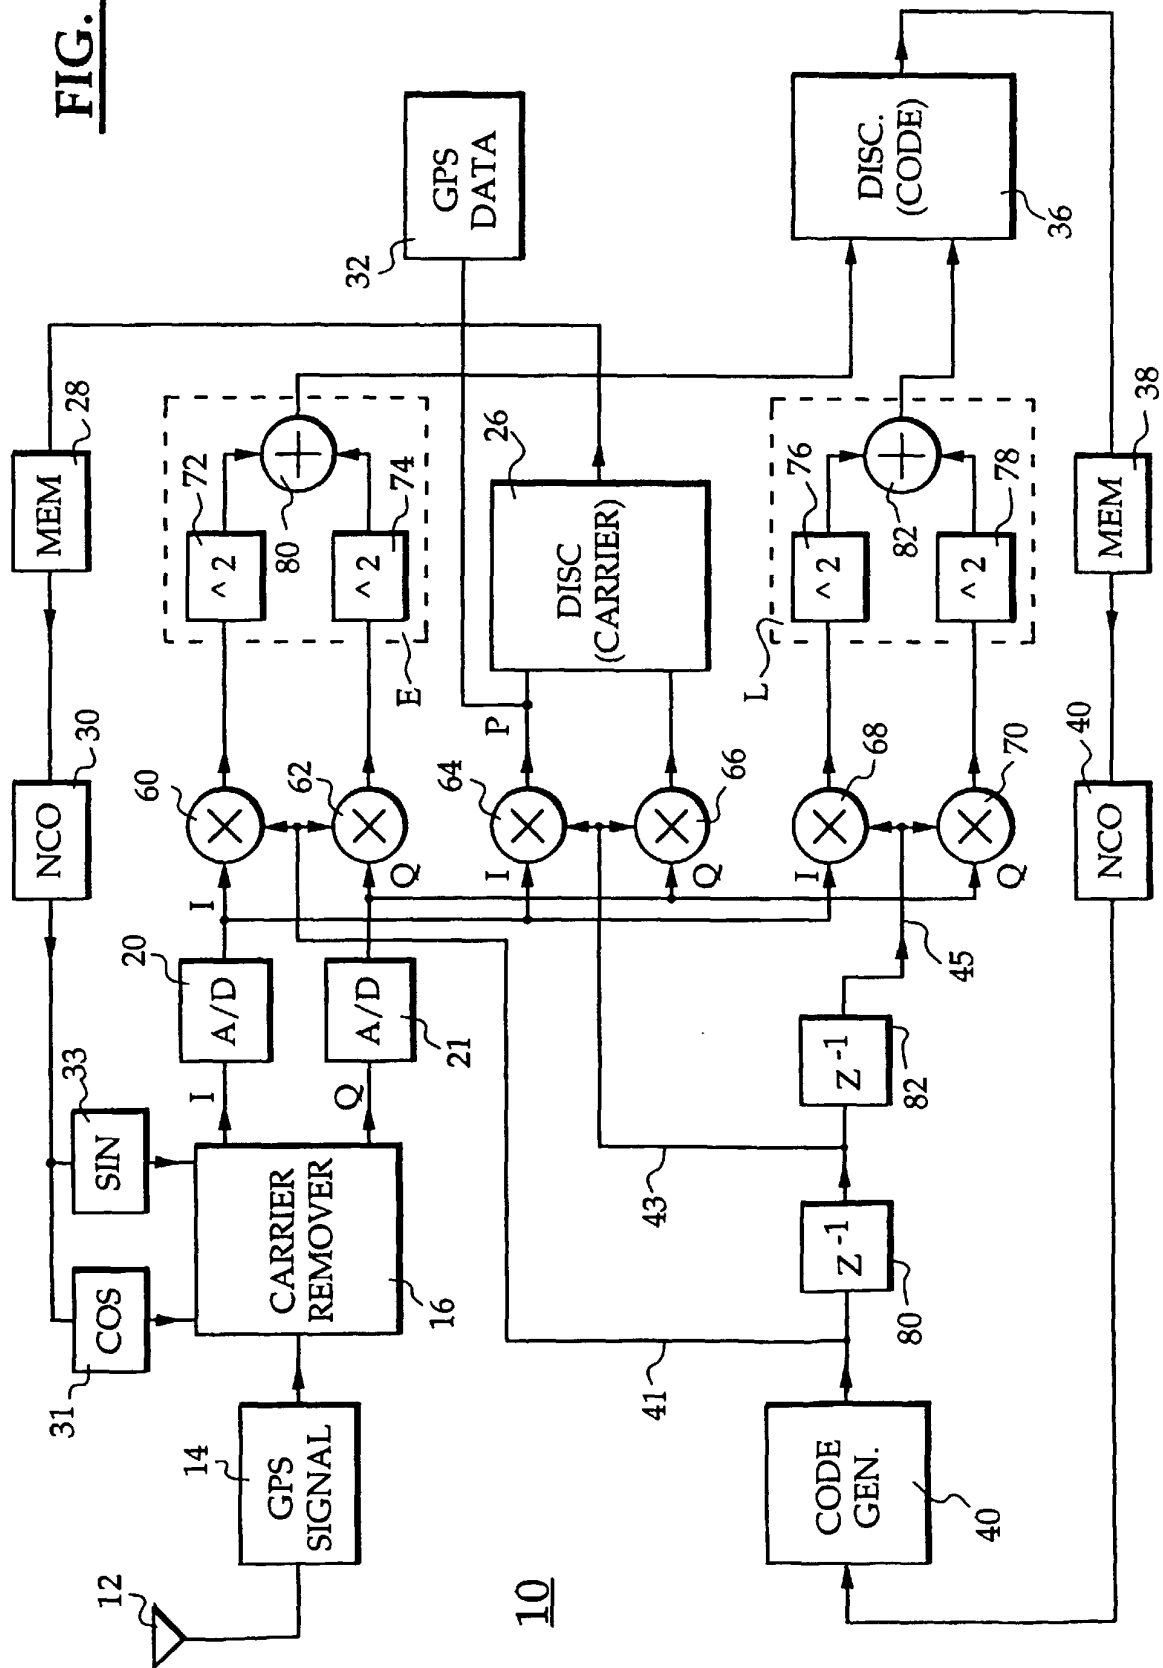 FIG.
12
14
GPS
SIGNAL
31
COS
33
SIN
CARRIER
REMOVER
16
I
Q
20
A/D
A/D
21
I
Q
NCO
30
MEM
28
60
62
72
^ 2
80
^ 2
74
E
64
I
66
Q
P
DISC
(CARRIER)
26
32
GPS
DATA
68
I
70
Q
L
76
^ 2
82
^ 2
78
DISC.
(CODE)
36
10
41
43
45
CODE
GEN.
40
Z -1
80
Z -1
82
NCO
40
MEM
38